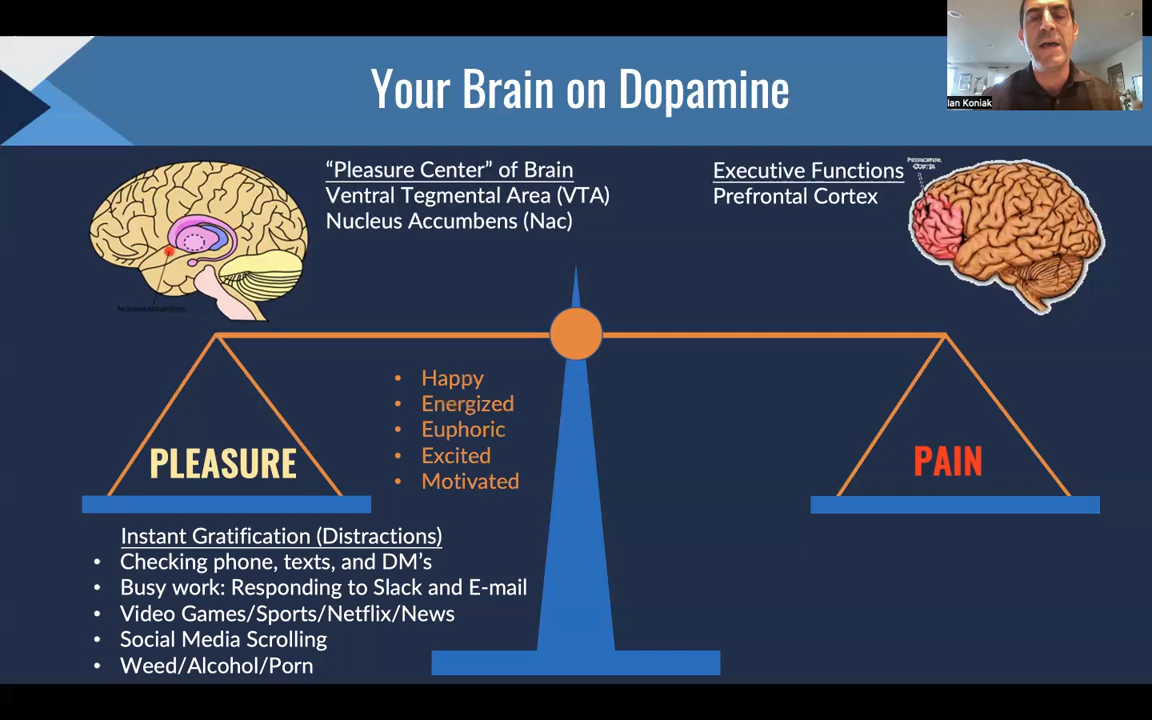 Your Brain on Dopamine
Ian Koniak
“Pleasure Center” of Brain
Ventral Tegmental Area (VTA)
Nucleus Accumbens (Nac)
Executive Functions
Prefrontal Cortex
• Happy
• Energized
• Euphoric
• Excited
• Motivated
PLEASURE
PAIN
Instant Gratification (Distractions)
• Checking phone, texts, and DM’s
• Busy work: Responding to Slack and E-mail
• Video Games/Sports/Netflix/News
• Social Media Scrolling
• Weed/Alcohol/Porn